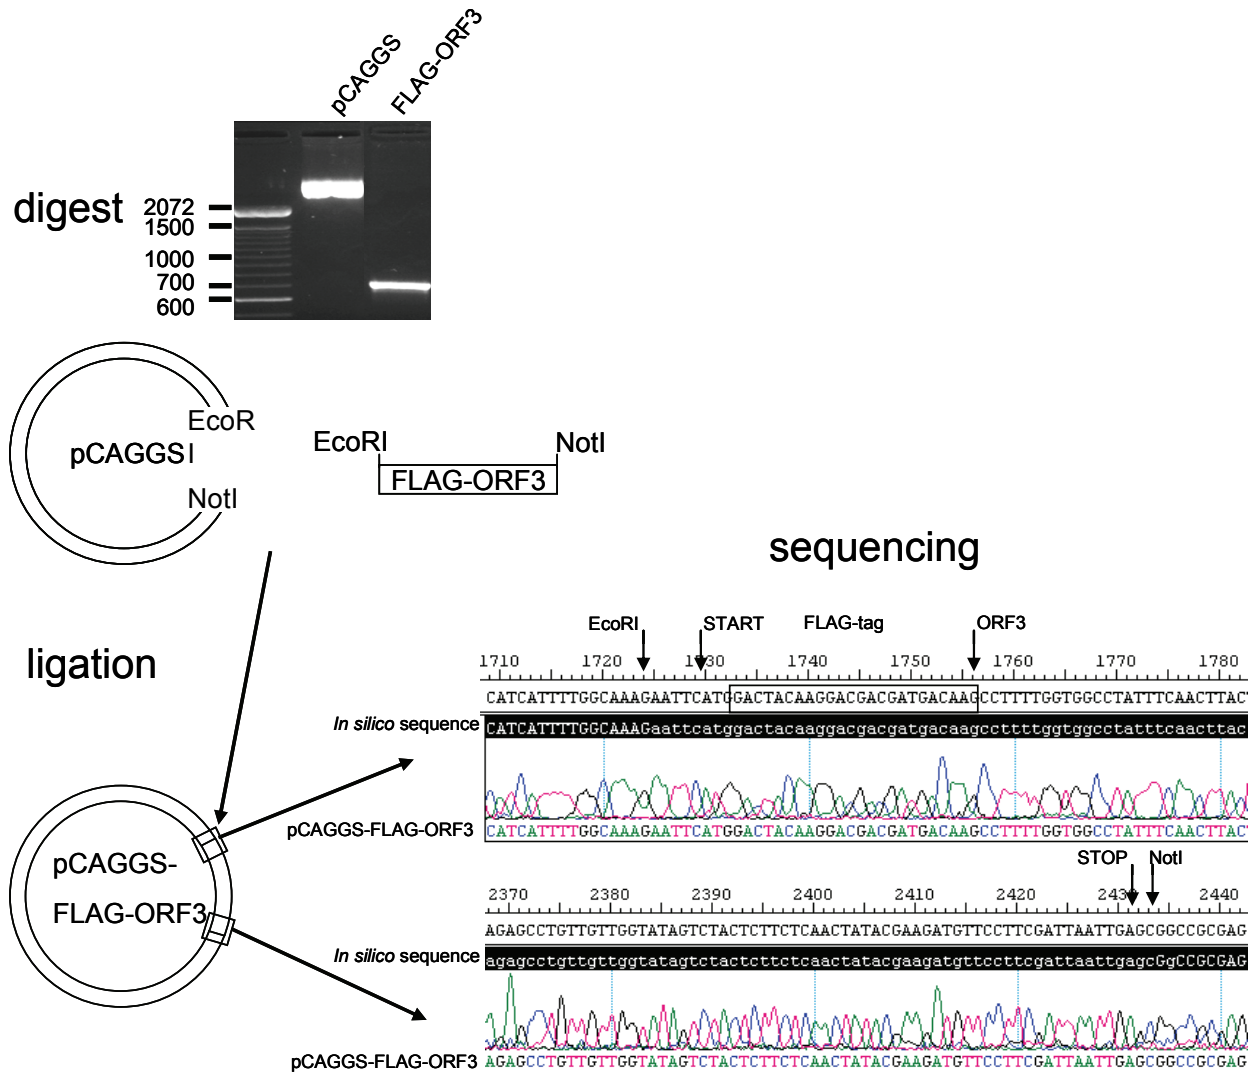 pCAGGS
FLAG-ORF3
digest
2072
1500
1000
700
600
EcoR
pCAGGSI
NotI
EcoRI
NotI
FLAG-ORF3
sequencing
ligation
EcoRI START FLAG-tag ORF3
1710 1720 1730 1740 1750 1760 1770 1780
CATCATTTTGGCAAAGAATTCATGGACTACAAGGACGACGATGACAAGCCTTTTGGTGGCCTATTTCAACTTAC
In silico sequence CATCATTTTGGCAAAGaattcatggactacaaggacgacgatgacaagccttttggtggcctatttcaacttac
pCAGGS-FLAG-ORF3 CATCATTTTGGCAAAGAATTCATGGACTACAAGGACGACGATGACAAGCCTTTTGGTGGCCTATTTCAACTTAC
STOP NotI
2370 2380 2390 2400 2410 2420 2430 2440
AGAGCCTGTTGTTGGTATAGTCTACTCTTCTCAACTATACGAAGATGTTCCTTCGATTAATTGAGCGGCCGCGAG
In silico sequence agagcctgttgttggtatagtctactcttctcaactatacgaagatgttccttcgattaattgagcGgCCGCGAG
pCAGGS-FLAG-ORF3 AGAGCCTGTTGTTGGTATAGTCTACTCTTCTCAACTATACGAAGATGTTCCTTCGATTAATTGAGCGGCCGCGAG
pCAGGS-
FLAG-ORF3